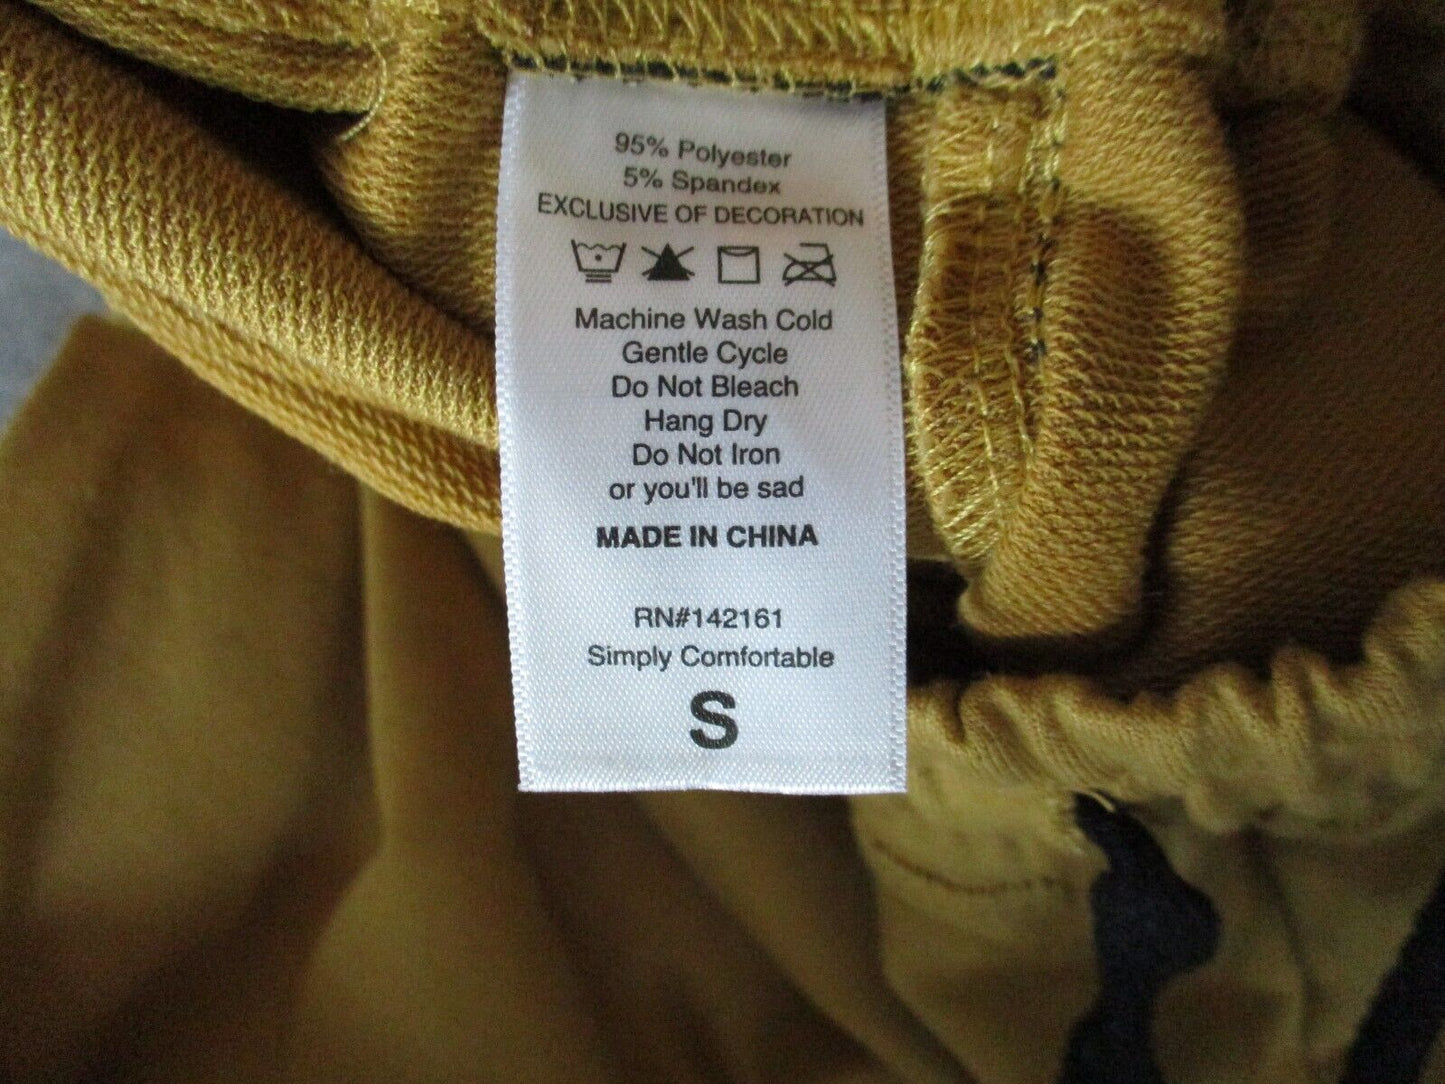 95% Polyester
5% Spandex
EXCLUSIVE OF DECORATION
Machine Wash Cold
Gentle Cycle
Do Not Bleach
Hang Dry
Do Not Iron
or you'll be sad
MADE IN CHINA
RN#142161
Simply Comfortable
S